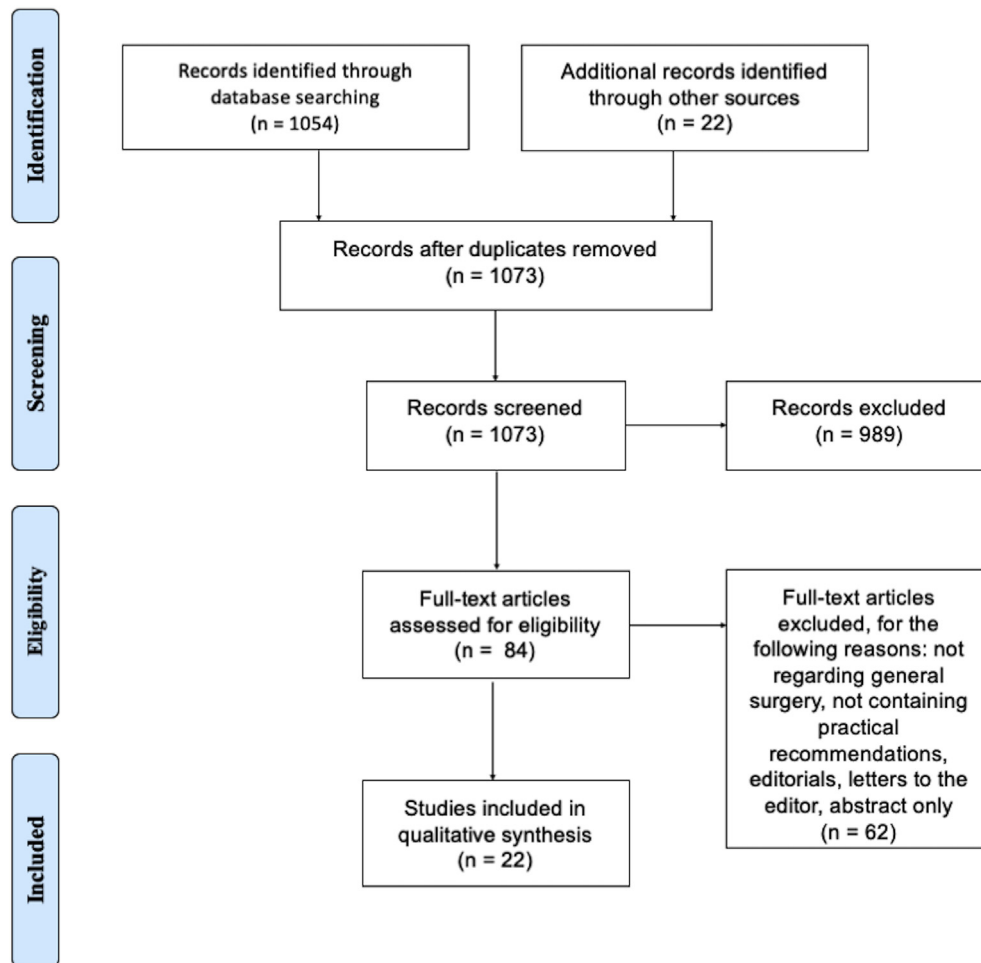 Identification
Records identified through
database searching
(n = 1054)
Additional records identified
through other sources
(n = 22)
Records after duplicates removed
(n = 1073)
Screening
Records screened
(n = 1073)
Records excluded
(n = 989)
Eligibility
Full-text articles
assessed for eligibility
(n =  84)
Full-text articles
excluded, for the
following reasons: not
regarding general
surgery, not containing
practical
recommendations,
editorials, letters to the
editor, abstract only
(n = 62)
Included
Studies included in
qualitative synthesis
(n = 22)